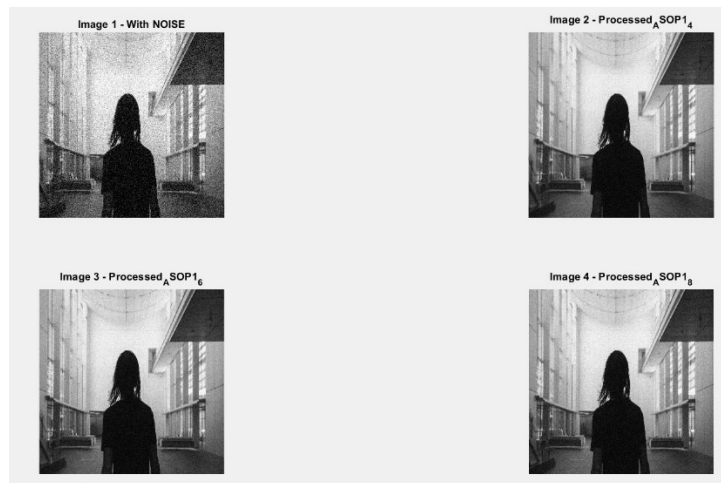 Image 1 - With NOISE
Image 2 - Processed_ASOP1_4
Image 3 - Processed_ASOP1_6
Image 4 - Processed_ASOP1_8